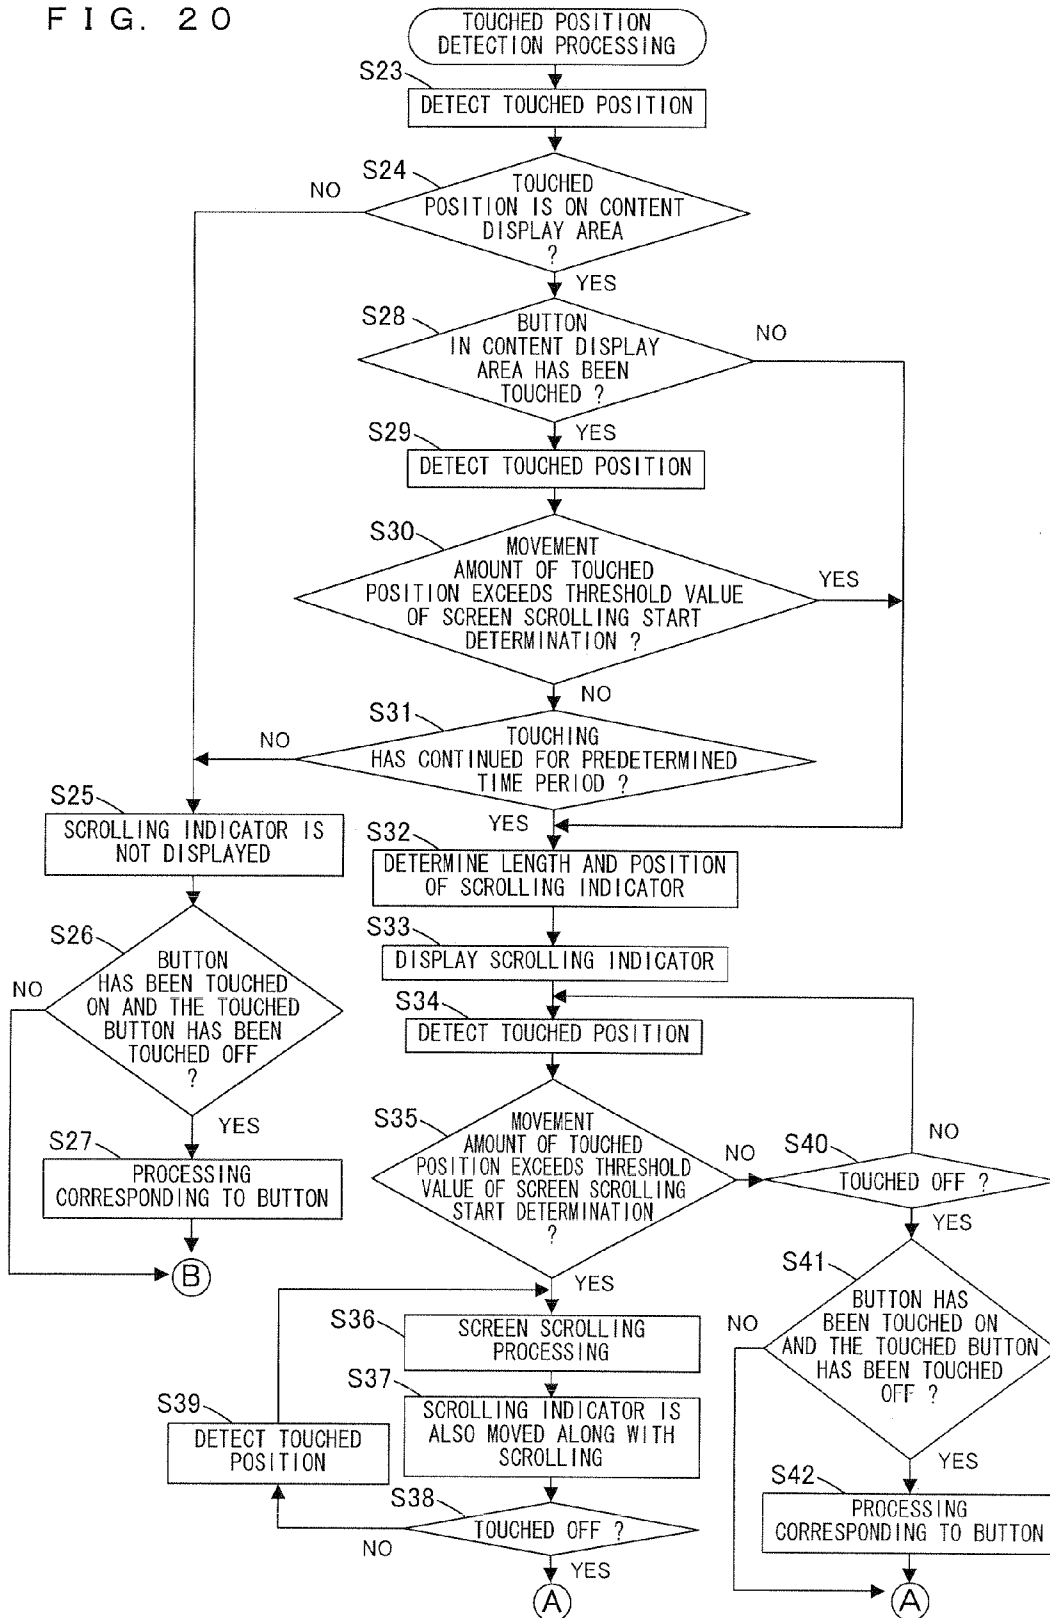 FIG. 20
TOUCHED POSITION
DETECTION PROCESSING
S23
DETECT TOUCHED POSITION
S24
NO
TOUCHED
POSITION IS ON CONTENT
DISPLAY AREA
?
YES
S28
BUTTON
IN CONTENT DISPLAY
AREA HAS BEEN
TOUCHED ?
NO
YES
S29
DETECT TOUCHED POSITION
S30
MOVEMENT
AMOUNT OF TOUCHED
POSITION EXCEEDS THRESHOLD VALUE
OF SCREEN SCROLLING START
DETERMINATION ?
YES
NO
S31
NO
TOUCHING
HAS CONTINUED FOR PREDETERMINED
TIME PERIOD ?
YES
S25
SCROLLING INDICATOR IS
NOT DISPLAYED
S26
NO
BUTTON
HAS BEEN TOUCHED
ON AND THE TOUCHED
BUTTON HAS BEEN
TOUCHED OFF
?
YES
S27
PROCESSING
CORRESPONDING TO BUTTON
B
S32
DETERMINE LENGTH AND POSITION
OF SCROLLING INDICATOR
S33
DISPLAY SCROLLING INDICATOR
S34
DETECT TOUCHED POSITION
S35
MOVEMENT
AMOUNT OF TOUCHED
POSITION EXCEEDS THRESHOLD
VALUE OF SCREEN SCROLLING
START DETERMINATION
?
NO
YES
S36
SCREEN SCROLLING
PROCESSING
S37
SCROLLING INDICATOR IS
ALSO MOVED ALONG WITH
SCROLLING
S39
DETECT TOUCHED
POSITION
S38
TOUCHED OFF ?
NO
YES
A
S40
NO
TOUCHED OFF ?
YES
S41
NO
BUTTON HAS
BEEN TOUCHED ON
AND THE TOUCHED BUTTON
HAS BEEN TOUCHED
OFF ?
YES
S42
PROCESSING
CORRESPONDING TO BUTTON
A